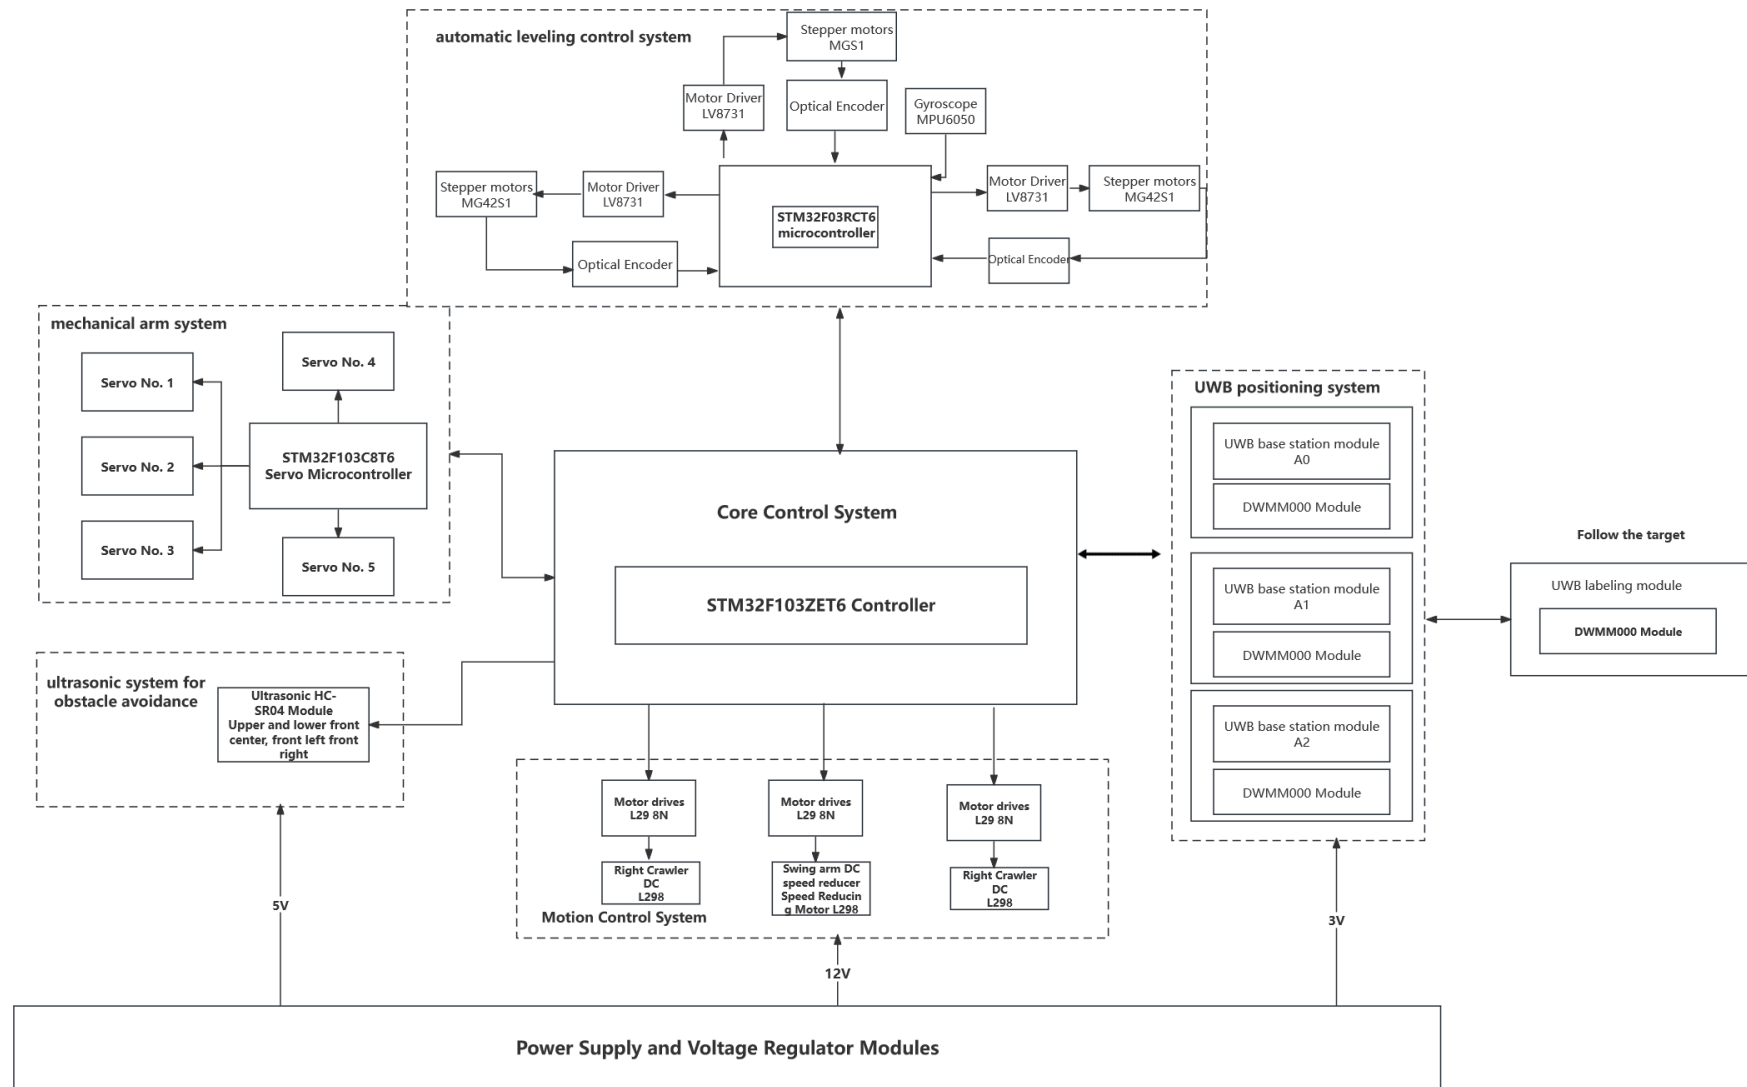 automatic leveling control system
Stepper motors
MGS1
Motor Driver
LV8731
Optical Encoder
Gyroscope
MPU6050
Stepper motors
MG42S1
Motor Driver
LV8731
STM32F03RCT6
microcontroller
Motor Driver
LV8731
Stepper motors
MG42S1
Optical Encoder
Optical Encoder
mechanical arm system
Servo No. 1
Servo No. 2
Servo No. 3
Servo No. 4
STM32F103C8T6
Servo Microcontroller
Servo No. 5
Core Control System
STM32F103ZET6 Controller
UWB positioning system
UWB base station module
A0
DWMM000 Module
UWB base station module
A1
DWMM000 Module
UWB base station module
A2
DWMM000 Module
Follow the target
UWB labeling module
DWMM000 Module
ultrasonic system for
obstacle avoidance
Ultrasonic HC-
SR04 Module
Upper and lower front
center, front left front
right
Motor drives
L29 8N
Motor drives
L29 8N
Motor drives
L29 8N
Right Crawler
DC
L298
Swing arm DC
speed reducer
Speed Reducin
g Motor L298
Right Crawler
DC
L298
Motion Control System
5V
12V
3V
Power Supply and Voltage Regulator Modules